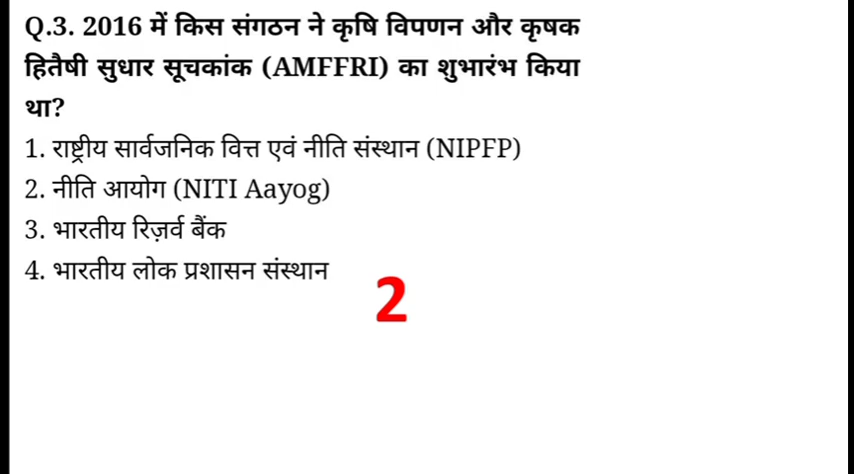 Q.3. 2016 में किस संगठन ने कृषि विपणन और कृषक
हितैषी सुधार सूचकांक (AMFFRI) का शुभारंभ किया
था?
1. राष्ट्रीय सार्वजनिक वित्त एवं नीति संस्थान (NIPFP)
2. नीति आयोग (NITI Aayog)
3. भारतीय रिज़र्व बैंक
4. भारतीय लोक प्रशासन संस्थान
2